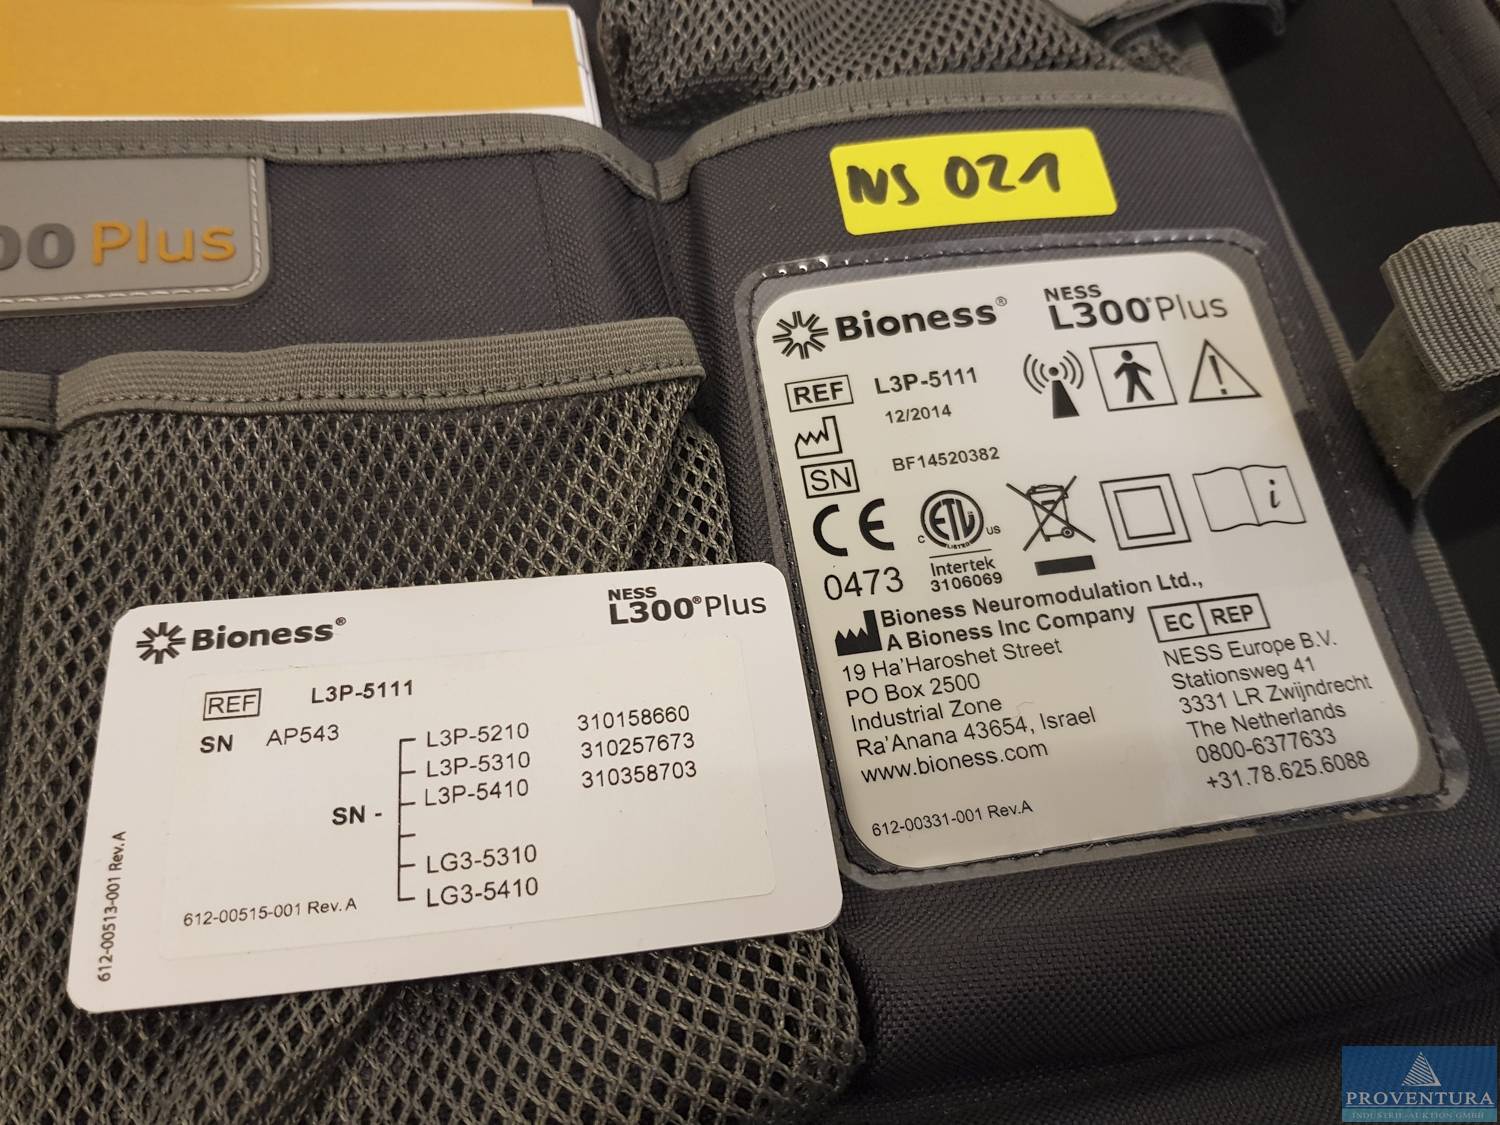 00 Plus
NS 021
Bioness®
NESS
L300® Plus
REF L3P-5111
12/2014
SN BF14520382
CE
0473
c ETL us
LISTED
Intertek
3106069
i
Bioness Neuromodulation Ltd.,
A Bioness Inc Company
19 Ha'Haroshet Street
PO Box 2500
Industrial Zone
Ra'Anana 43654, Israel
www.bioness.com
612-00331-001 Rev.A
EC REP
NESS Europe B.V.
Stationsweg 41
3331 LR Zwijndrecht
The Netherlands
0800-6377633
+31.78.625.6088
Bioness®
NESS
L300® Plus
REF L3P-5111
SN AP543
SN -
L3P-5210 310158660
L3P-5310 310257673
L3P-5410 310358703
LG3-5310
LG3-5410
612-00515-001 Rev. A
612-00513-001 Rev. A
PROVENTURA
INDUSTRIE-AUKTION GMBH